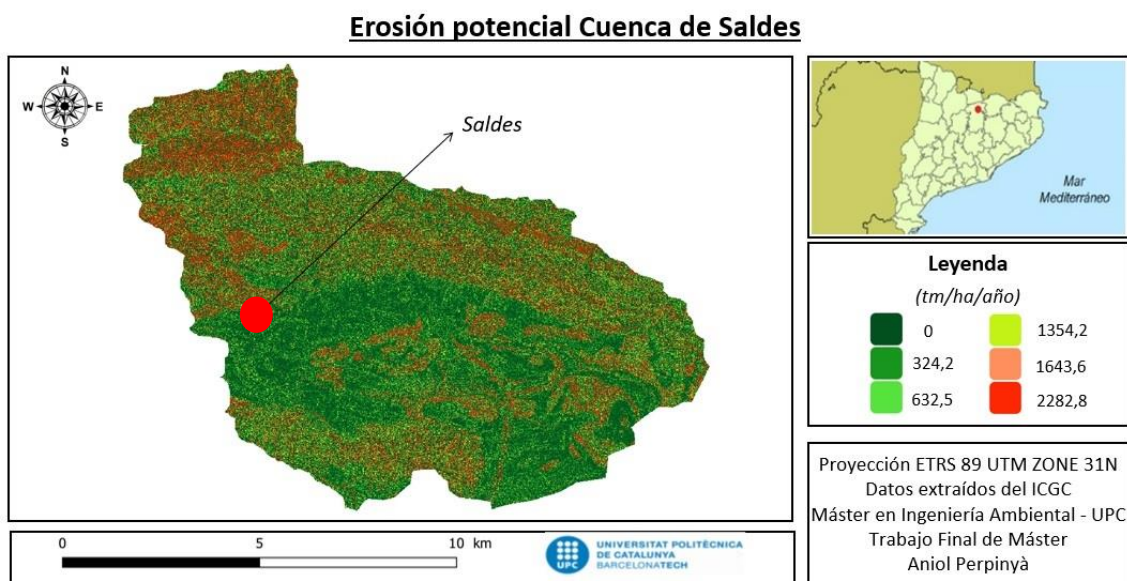 Erosión potencial Cuenca de Saldes
N
W
E
S
Saldes
Mar
Mediterráneo
Leyenda
(tm/ha/año)
0
1354,2
324,2
1643,6
632,5
2282,8
Proyección ETRS 89 UTM ZONE 31N
Datos extraídos del ICGC
Máster en Ingeniería Ambiental - UPC
Trabajo Final de Máster
Aniol Perpinyà
0
5
10 km
UPC
UNIVERSITAT POLITÈCNICA
DE CATALUNYA
BARCELONATECH